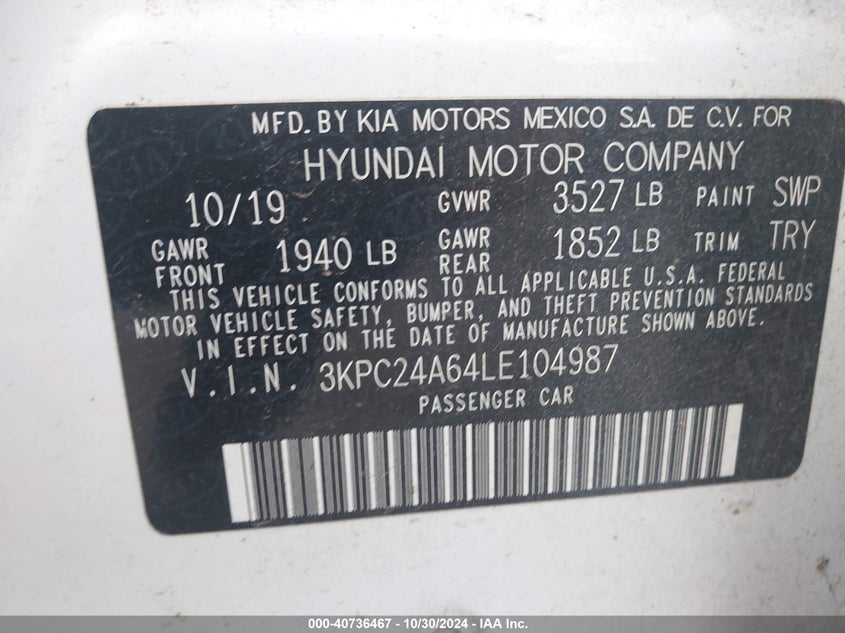 MFD. BY KIA MOTORS MEXICO S.A. DE C.V. FOR
HYUNDAI MOTOR COMPANY
10/19 GVWR 3527 LB PAINT SWP
GAWR FRONT 1940 LB GAWR REAR 1852 LB TRIM TRY
THIS VEHICLE CONFORMS TO ALL APPLICABLE U.S.A. FEDERAL
MOTOR VEHICLE SAFETY, BUMPER, AND THEFT PREVENTION STANDARDS
IN EFFECT ON THE DATE OF MANUFACTURE SHOWN ABOVE.
V.I.N. 3KPC24A64LE104987
PASSENGER CAR
000-40736467 - 10/30/2024 - IAA Inc.